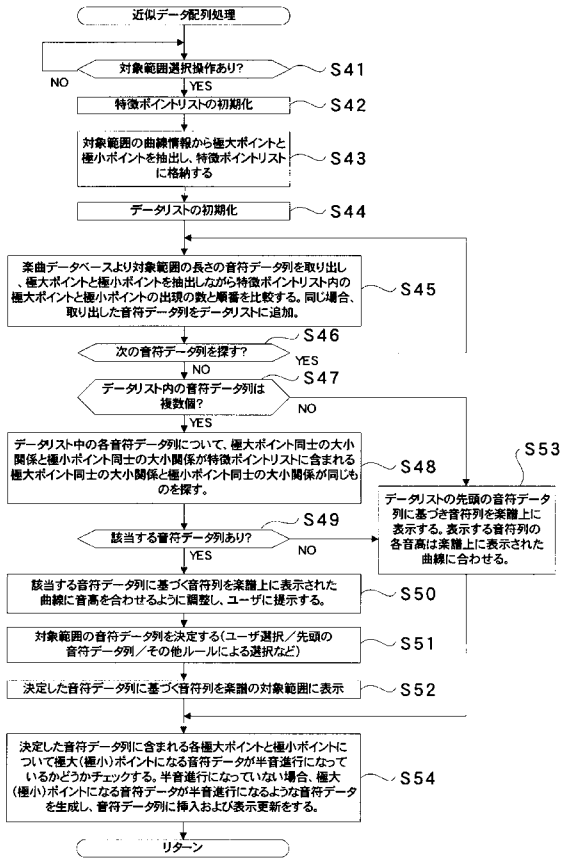 近似データ配列処理
対象範囲選択操作あり?
S41
NO
YES
特徴ポイントリストの初期化
S42
対象範囲の曲線情報から極大ポイントと
極小ポイントを抽出し、特徴ポイントリスト
に格納する
S43
データリストの初期化
S44
楽曲データベースより対象範囲の長さの音符データ列を取り出し
、極大ポイントと極小ポイントを抽出しながら特徴ポイントリスト内の
極大ポイントと極小ポイントの出現の数と順番を比較する。同じ場合、
取り出した音符データ列をデータリストに追加。
S45
S46
次の音符データ列を探す?
YES
NO
S47
データリスト内の音符データ列は
複数個?
NO
YES
データリスト中の各音符データ列について、極大ポイント同士の大小
関係と極小ポイント同士の大小関係が特徴ポイントリストに含まれる
極大ポイント同士の大小関係と極小ポイント同士の大小関係が同じも
のを探す。
S48
S53
データリストの先頭の音符データ
列に基づき音符列を楽譜上に
表示する。表示する音符列の
各音高は楽譜上に表示された
曲線に合わせる。
S49
該当する音符データ列あり?
NO
YES
該当する音符データ列に基づく音符列を楽譜上に表示された
曲線に音高を合わせるように調整し、ユーザに提示する。
S50
対象範囲の音符データ列を決定する(ユーザ選択/先頭の
音符データ列/その他ルールによる選択など)
S51
決定した音符データ列に基づく音符列を楽譜の対象範囲に表示
S52
決定した音符データ列に含まれる各極大ポイントと極小ポイントに
ついて極大(極小)ポイントになる音符データが半音進行になって
いるかどうかチェックする。半音進行になっていない場合、極大
(極小)ポイントになる音符データが半音進行になるような音符データ
を生成し、音符データ列に挿入および表示更新をする。
S54
リターン